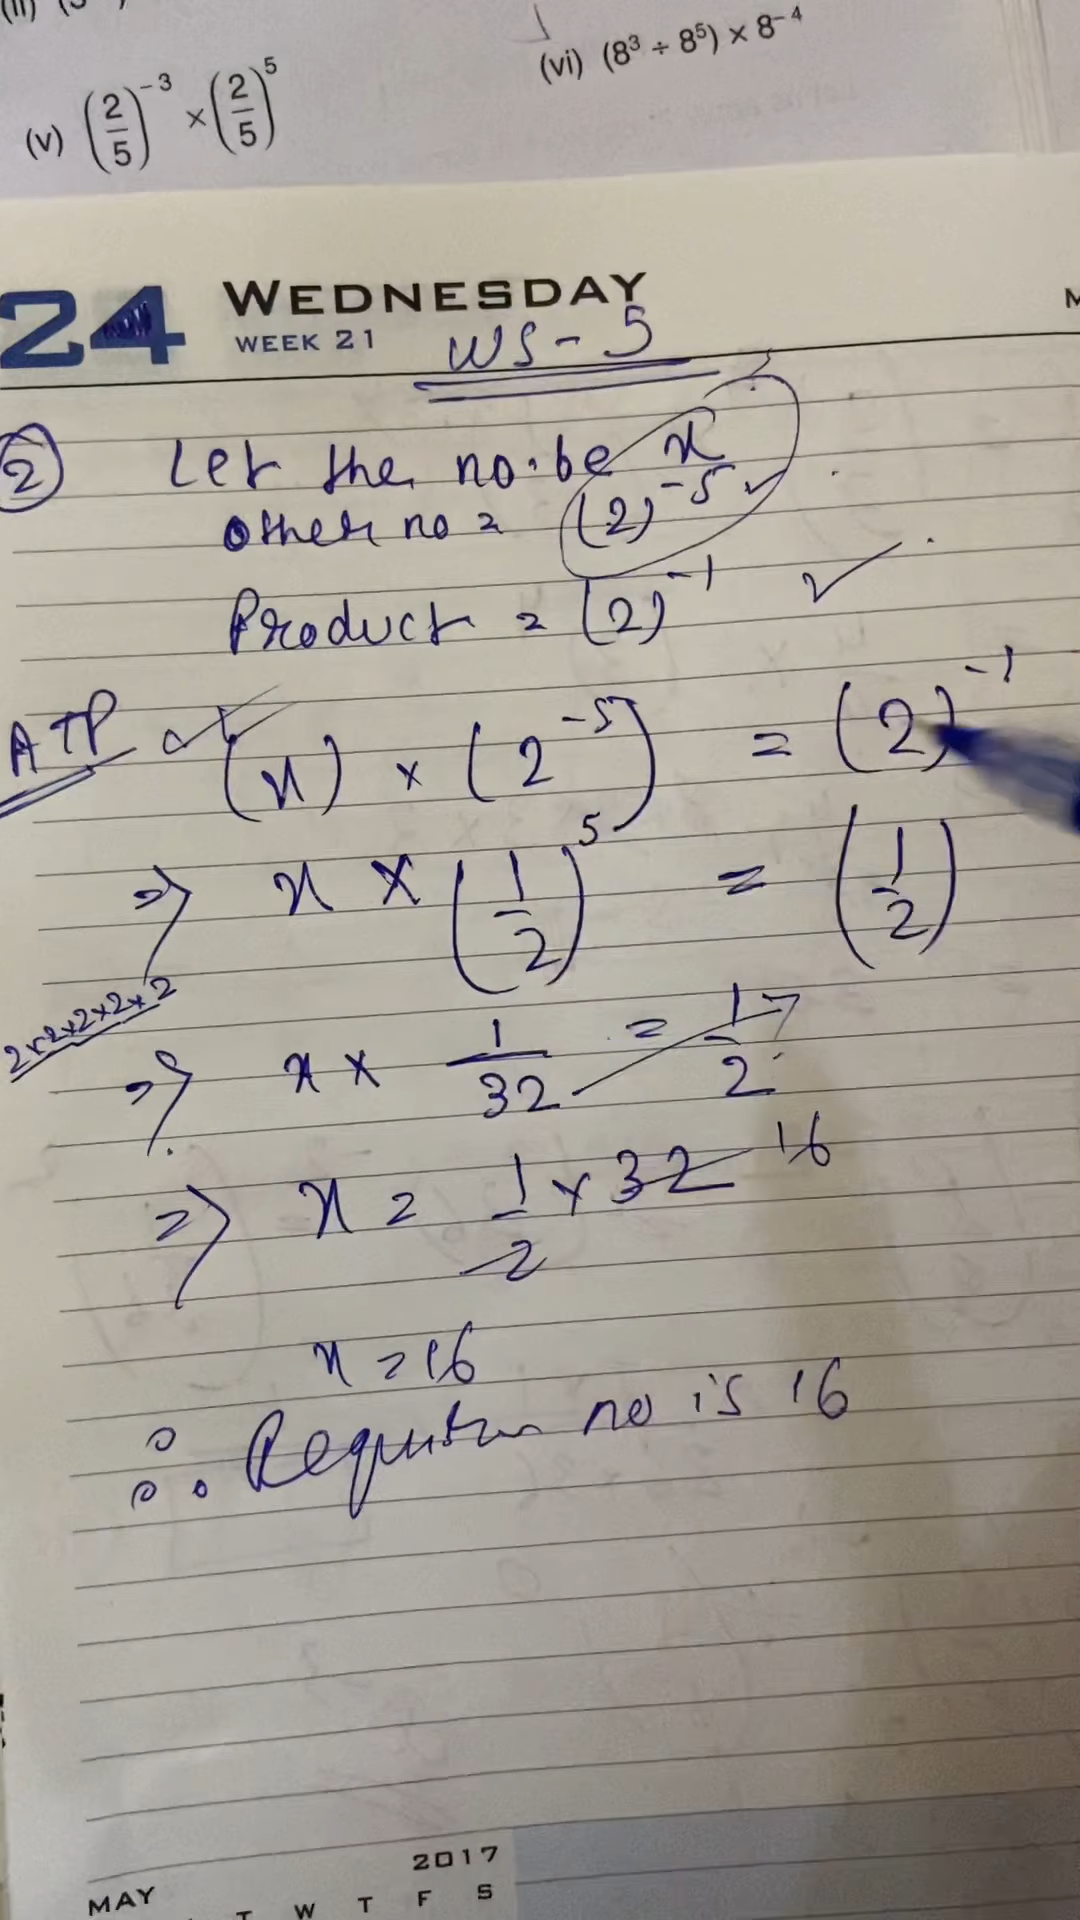 (v) (2/5)^-3 × (2/5)^5
(vi) (8^3 ÷ 8^5) × 8^-4
24 WEDNESDAY
WEEK 21
WS-5
② Let the no. be x
Other no = (2)^-5 ✓
Product = (2)^-1 ✓
ATP (x) × (2^-5) = (2)^-1
⇒ x × (1/2)^5 = (1/2)
2×2×2×2×2
⇒ x × 1/32 = 1/2
⇒ x = 1/2 × 32 16
x = 16
∴ no is 16
MAY 2017
T W T F S